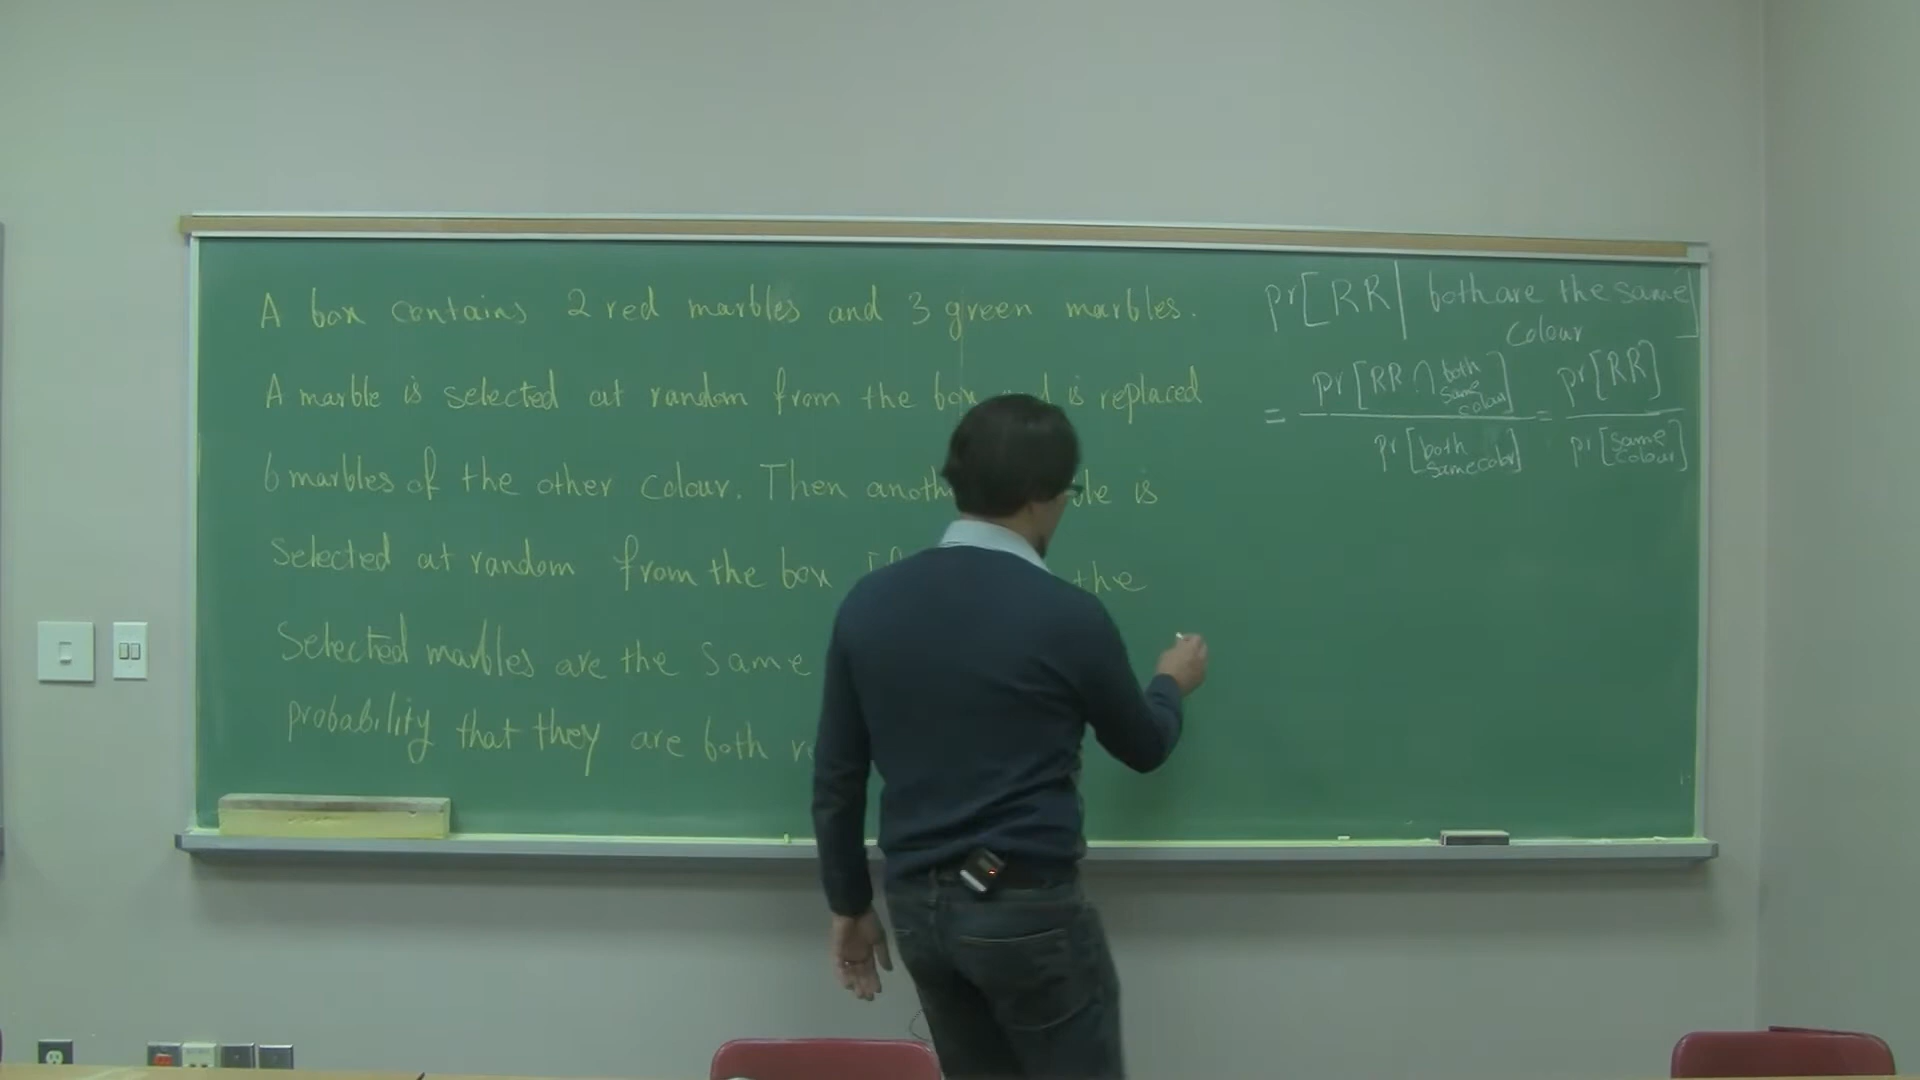 A box contains 2 red marbles and 3 green marbles.
A marble is selected at random from the box is replaced
6 marbles of the other colour. Then is
selected at random from the box the
selected marbles are the same
probability that they are both
pr[RR| both are the same]
colour
= pr[RR ∩ both same colour] / pr[both same color] = pr[RR] / pr[same colour]